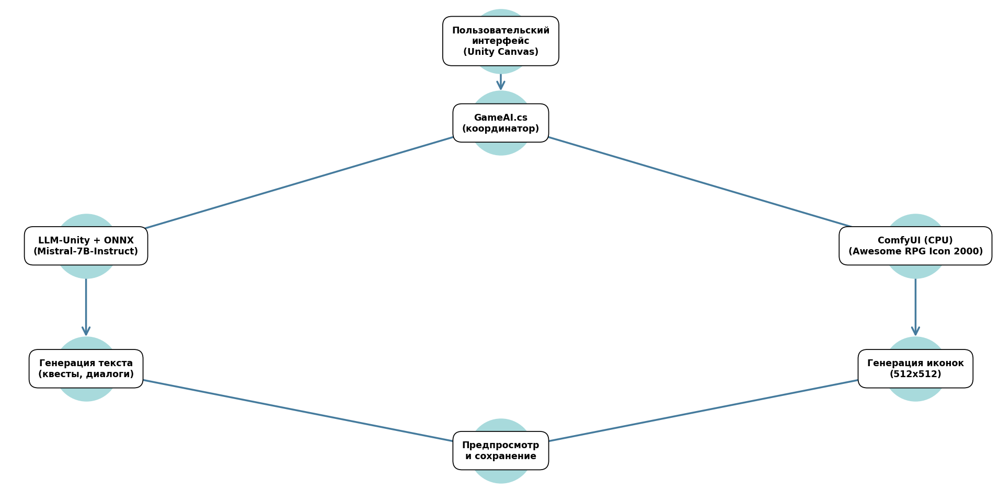 Пользовательский
интерфейс
(Unity Canvas)
GameAI.cs
(координатор)
LLM-Unity + ONNX
(Mistral-7B-Instruct)
ComfyUI (CPU)
(Awesome RPG Icon 2000)
Генерация текста
(квесты, диалоги)
Генерация иконок
(512x512)
Предпросмотр
и сохранение